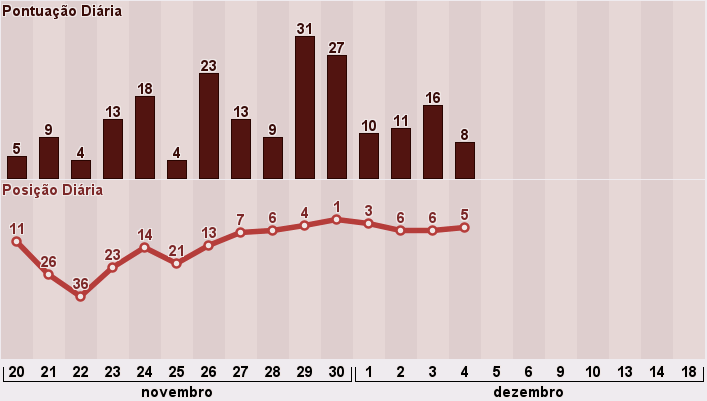 Pontuação Diária
5 9 4 13 18 4 23 13 9 31 27 10 11 16 8
Posição Diária
11 26 36 23 14 21 13 7 6 4 1 3 6 6 5
20 21 22 23 24 25 26 27 28 29 30 1 2 3 4 5 6 9 10 13 14 18
novembro dezembro